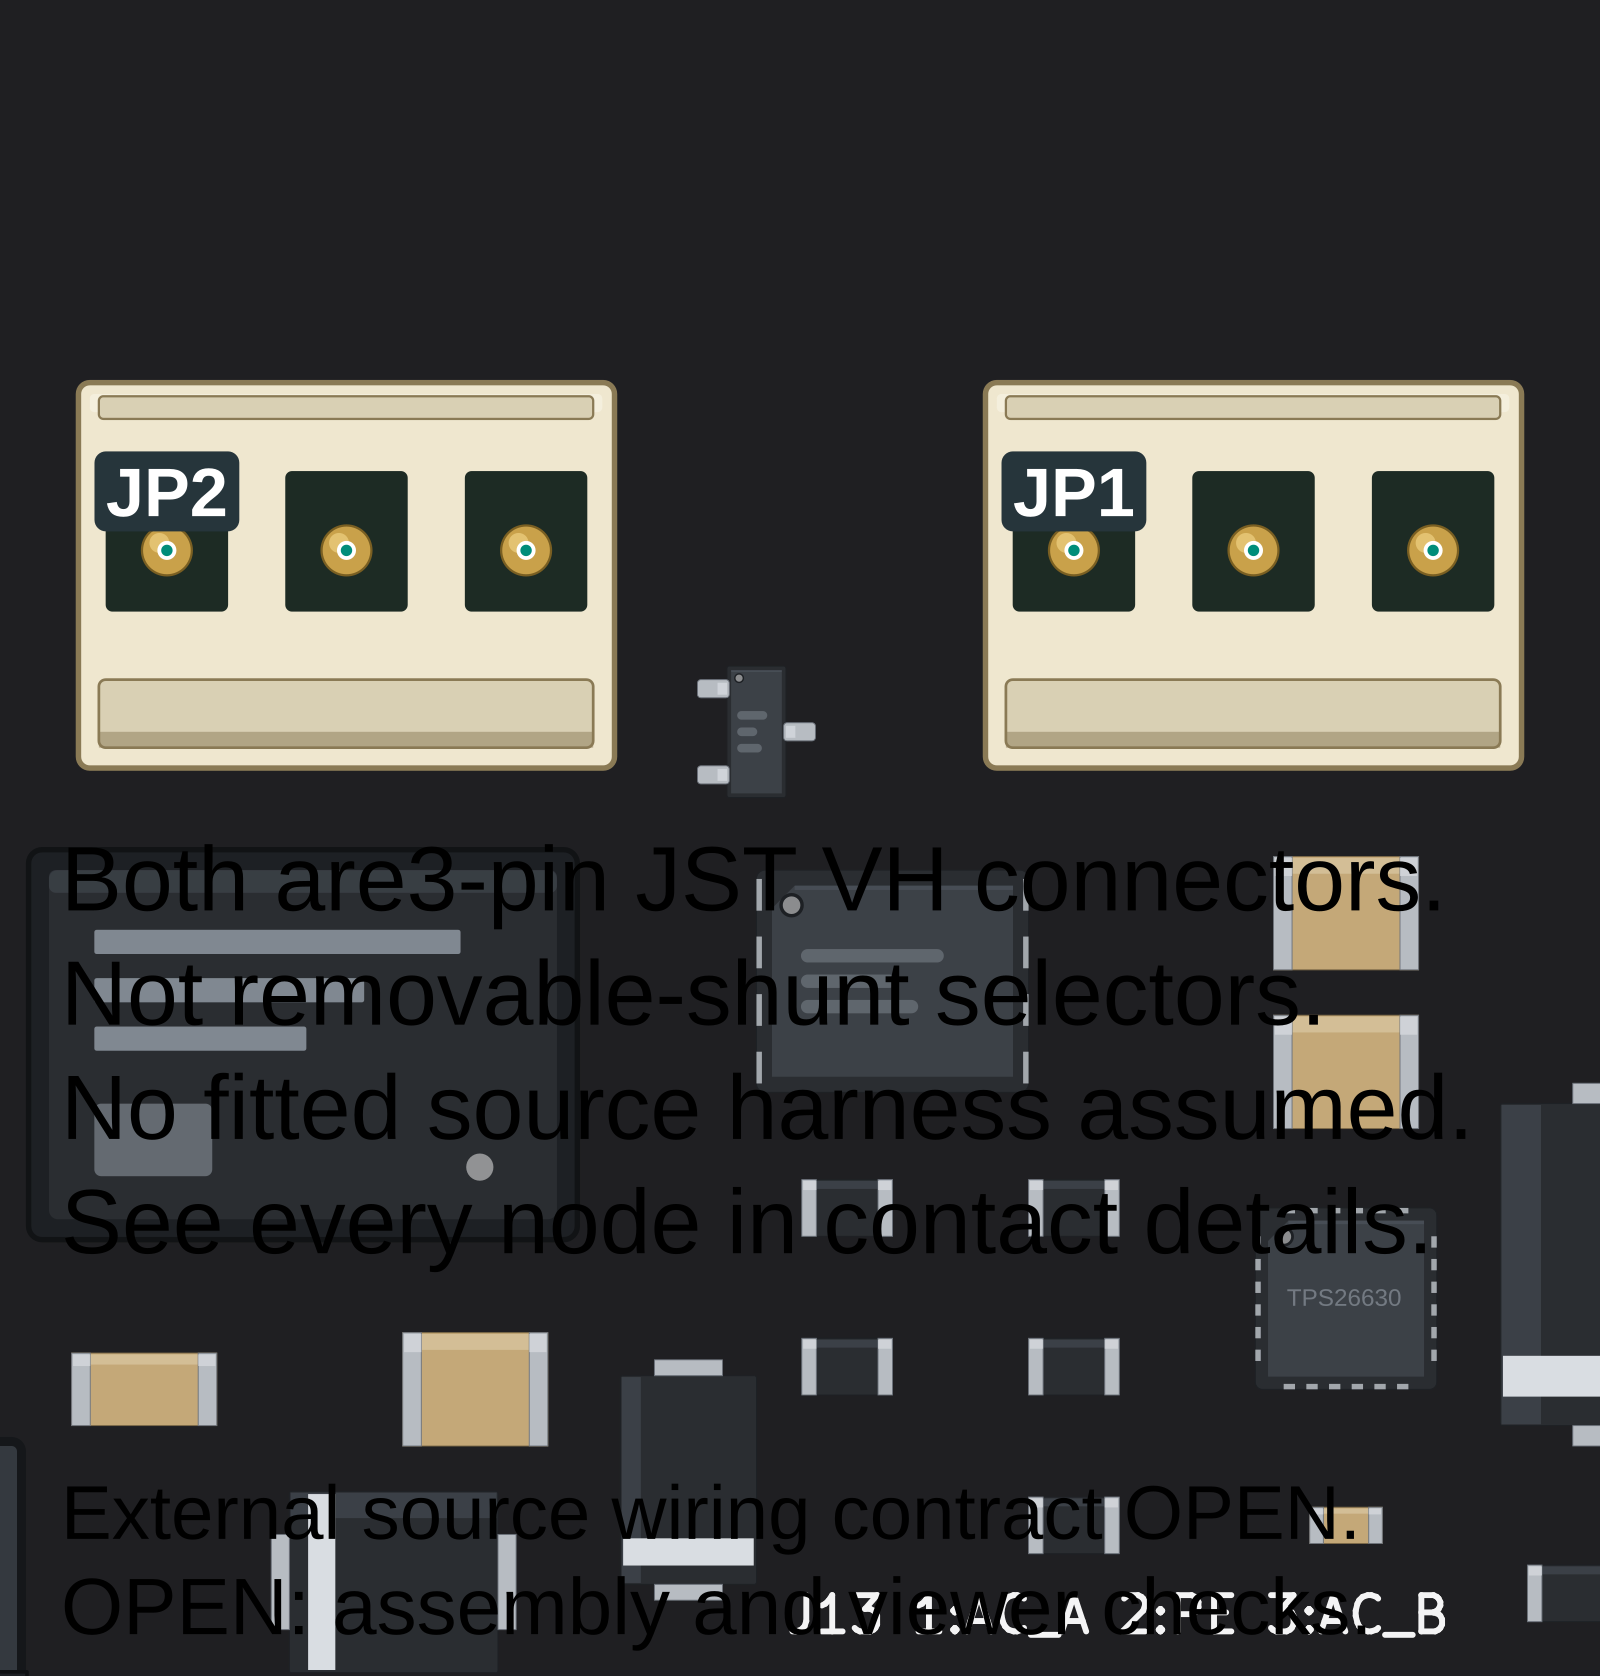 JP2 JP1
Both are3-pin JST VH connectors.
Not removable-shunt selectors.
No fitted source harness assumed.
See every node in contact details.
TPS26630
External source wiring contract OPEN.
OPEN: assembly and viewer checks.
J13 1:AC_A 2:PE 3:AC_B